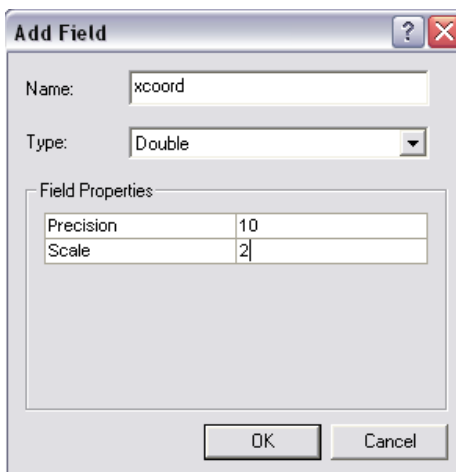 Add Field
?
Name: xcoord
Type: Double
Field Properties
Precision 10
Scale 2
OK Cancel